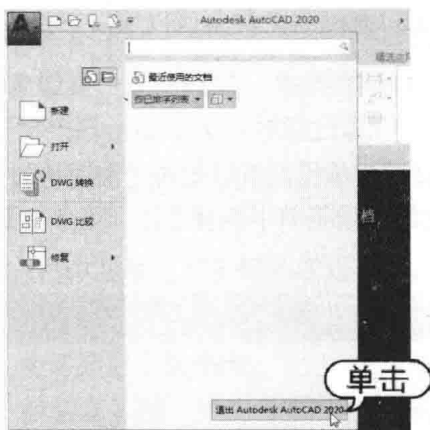 Autodesk AutoCAD 2020
最近使用的文档
按已排序列表
新建
打开
DWG 转换
DWG 比较
修复
档
退出 Autodesk AutoCAD 2020
单击